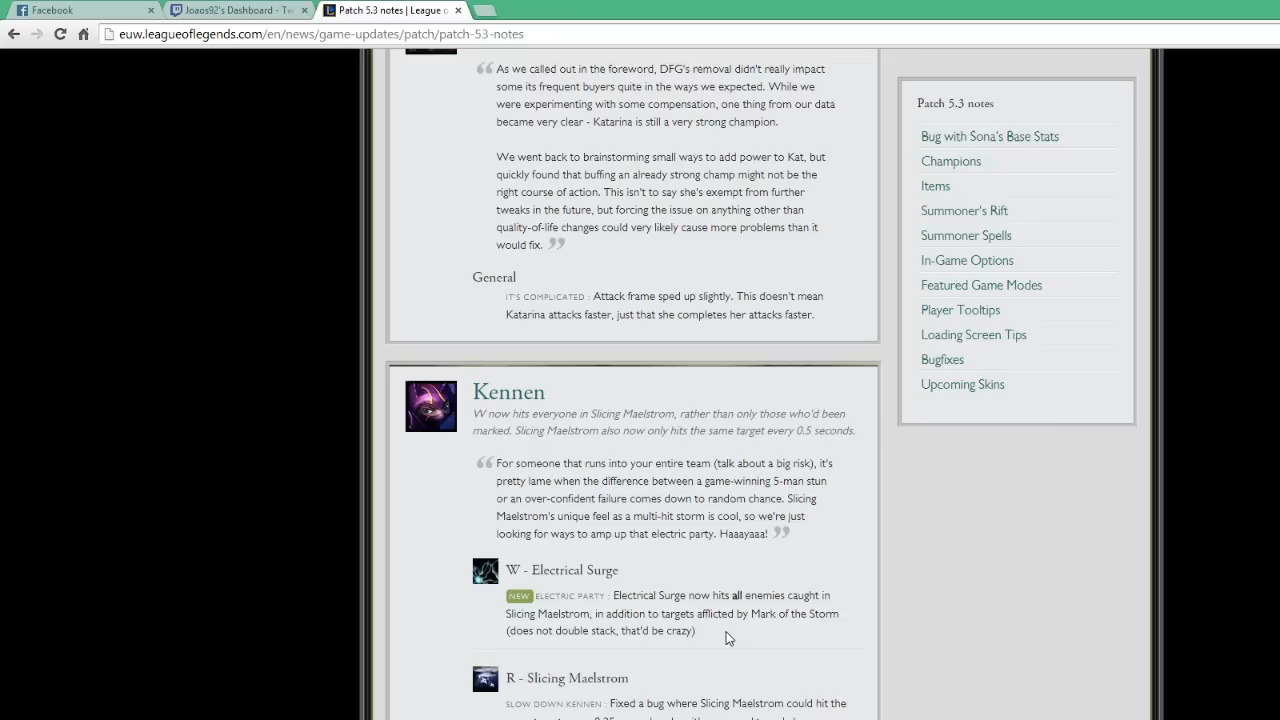 Facebook
Joaos92's Dashboard - Tw
Patch 5.3 notes | League o
euw.leagueoflegends.com/en/news/game-updates/patch/patch-53-notes
As we called out in the foreword, DFG's removal didn't really impact
some its frequent buyers quite in the ways we expected. While we
were experimenting with some compensation, one thing from our data
became very clear - Katarina is still a very strong champion.
We went back to brainstorming small ways to add power to Kat, but
quickly found that buffing an already strong champ might not be the
right course of action. This isn't to say she's exempt from further
tweaks in the future, but forcing the issue on anything other than
quality-of-life changes could very likely cause more problems than it
would fix.
General
IT'S COMPLICATED : Attack frame sped up slightly. This doesn't mean
Katarina attacks faster, just that she completes her attacks faster.
Kennen
W now hits everyone in Slicing Maelstrom, rather than only those who'd been
marked. Slicing Maelstrom also now only hits the same target every 0.5 seconds.
For someone that runs into your entire team (talk about a big risk), it's
pretty lame when the difference between a game-winning 5-man stun
or an over-confident failure comes down to random chance. Slicing
Maelstrom's unique feel as a multi-hit storm is cool, so we're just
looking for ways to amp up that electric party. Haaayaaa!
W - Electrical Surge
NEW ELECTRIC PARTY : Electrical Surge now hits all enemies caught in
Slicing Maelstrom, in addition to targets afflicted by Mark of the Storm
(does not double stack, that'd be crazy)
R - Slicing Maelstrom
SLOW DOWN KENNEN : Fixed a bug where Slicing Maelstrom could hit the
Patch 5.3 notes
Bug with Sona's Base Stats
Champions
Items
Summoner's Rift
Summoner Spells
In-Game Options
Featured Game Modes
Player Tooltips
Loading Screen Tips
Bugfixes
Upcoming Skins